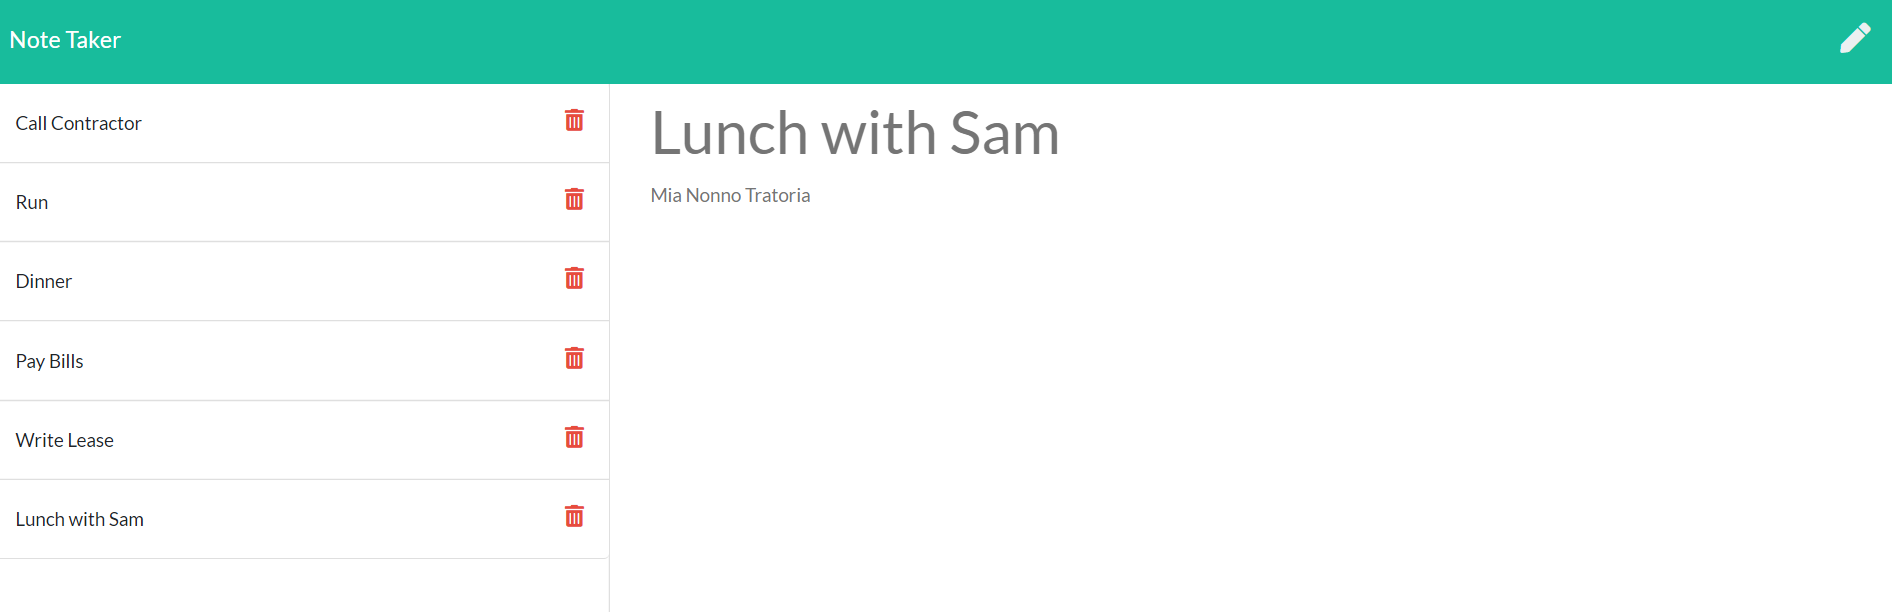 Note Taker
Call Contractor
Run
Dinner
Pay Bills
Write Lease
Lunch with Sam
Lunch with Sam
Mia Nonno Tratoria